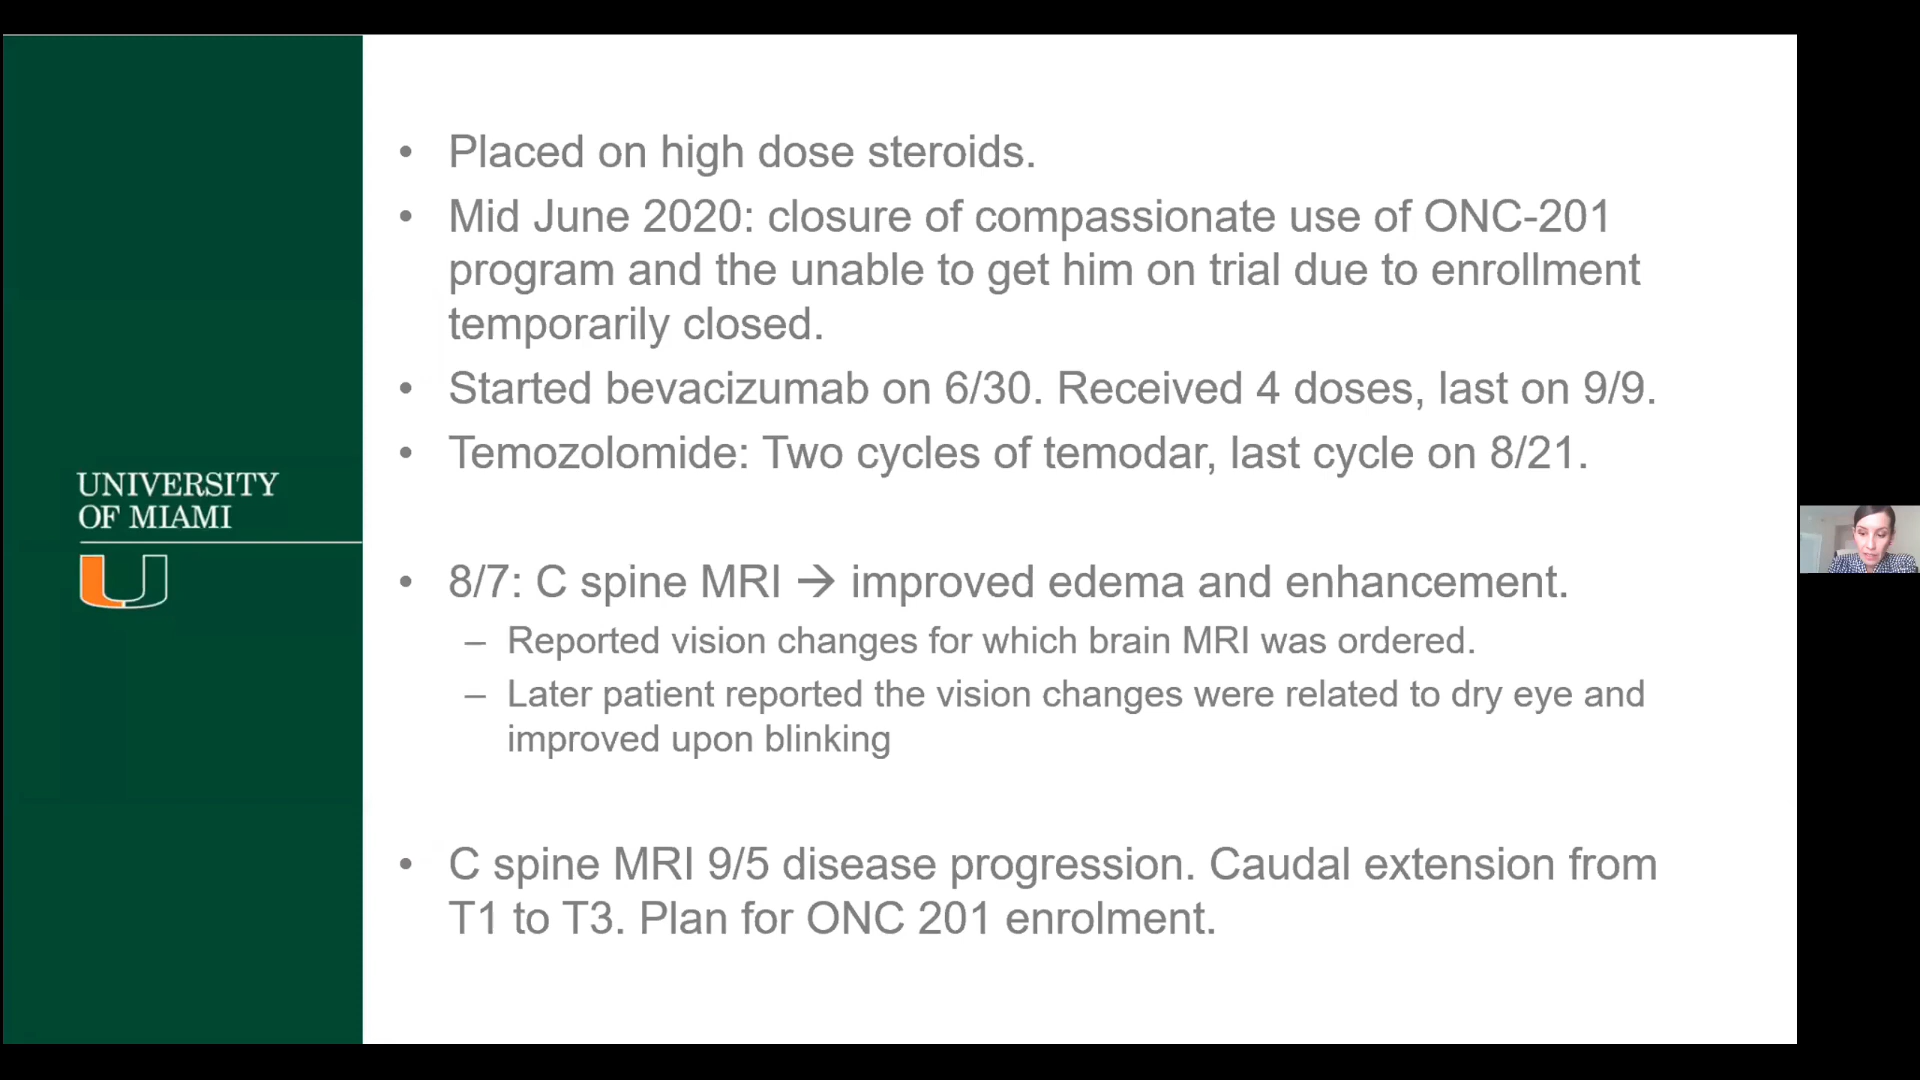 UNIVERSITY
OF MIAMI
• Placed on high dose steroids.
• Mid June 2020: closure of compassionate use of ONC-201
program and the unable to get him on trial due to enrollment
temporarily closed.
• Started bevacizumab on 6/30. Received 4 doses, last on 9/9.
• Temozolomide: Two cycles of temodar, last cycle on 8/21.
• 8/7: C spine MRI → improved edema and enhancement.
– Reported vision changes for which brain MRI was ordered.
– Later patient reported the vision changes were related to dry eye and
improved upon blinking
• C spine MRI 9/5 disease progression. Caudal extension from
T1 to T3. Plan for ONC 201 enrolment.